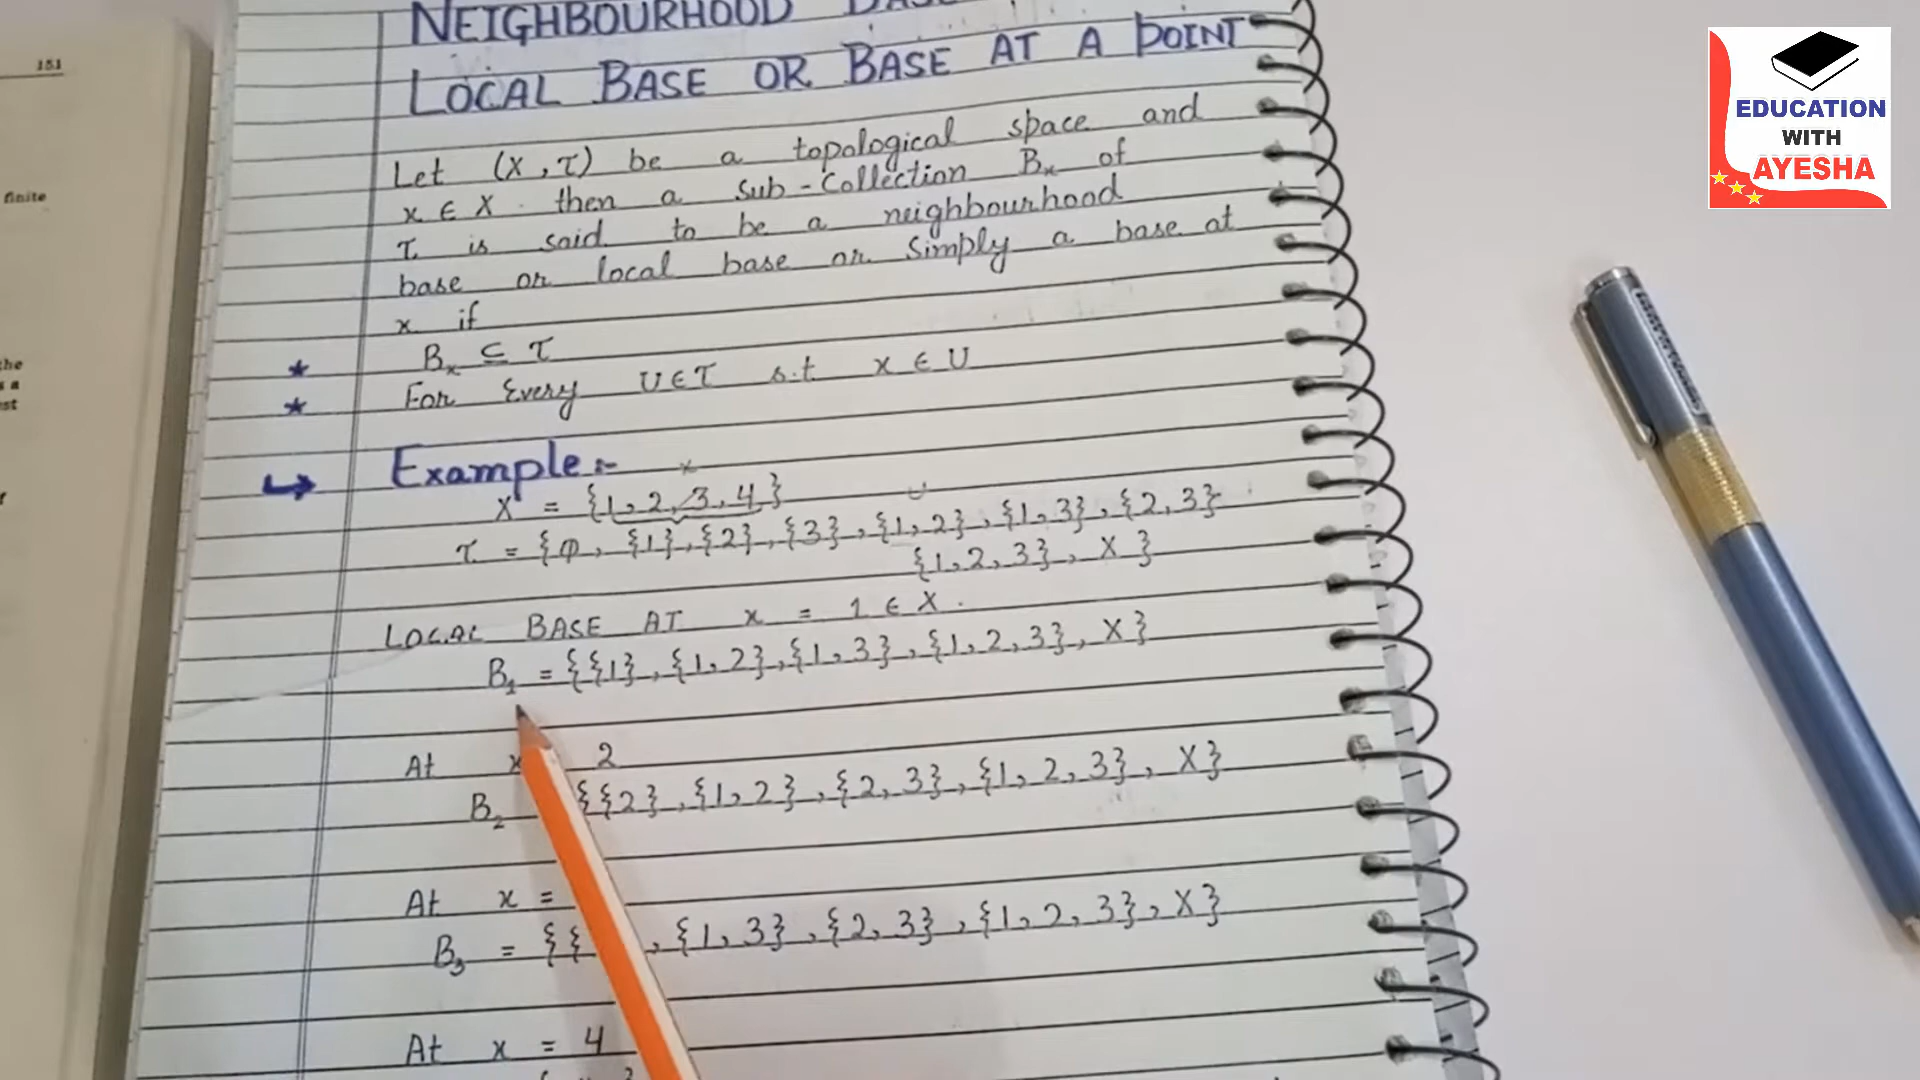 NEIGHBOURHOOD
LOCAL BASE OR BASE AT A POINT
Let (X, τ) be a topological space and
x ∈ X. then a sub-Collection Bₓ of
τ is said to be a neighbourhood
base or local base or simply a base at
x if
★ Bₓ ⊆ τ
★ For Every U∈τ s.t x ∈ U
↪ Example:-
X = {1, 2, 3, 4}
τ = {φ, {1}, {2}, {3}, {1, 2}, {1, 3}, {2, 3}
{1, 2, 3}, X }
LOCAL BASE AT x = 1 ∈ X.
B₁ = {{1}, {1, 2}, {1, 3}, {1, 2, 3}, X}
At x 2
B₂ {{2}, {1, 2}, {2, 3}, {1, 2, 3}, X}
At x =
B₃ = {{ , {1, 3}, {2, 3}, {1, 2, 3}, X}
At x = 4
151
finite
the
s a
st
f
EDUCATION
WITH
AYESHA